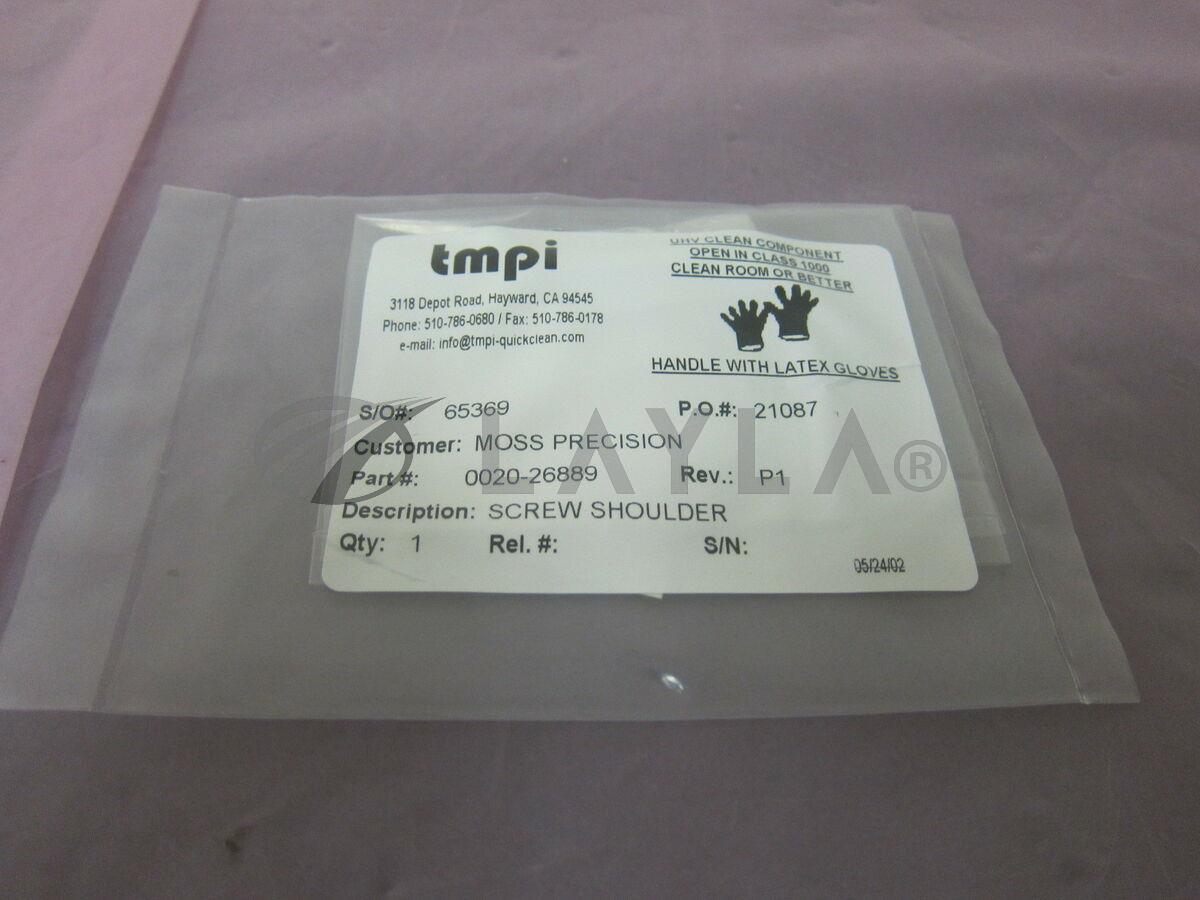 tmpi
3118 Depot Road, Hayward, CA 94545
Phone: 510-786-0680 / Fax: 510-786-0178
e-mail: info@tmpi-quickclean.com
UHV CLEAN COMPONENT
OPEN IN CLASS 1000
CLEAN ROOM OR BETTER
HANDLE WITH LATEX GLOVES
S/O#: 65369 P.O.#: 21087
Customer: MOSS PRECISION
Part #: 0020-26889 Rev.: P1
Description: SCREW SHOULDER
Qty: 1 Rel. #: S/N:
05/24/02
LAYLA®